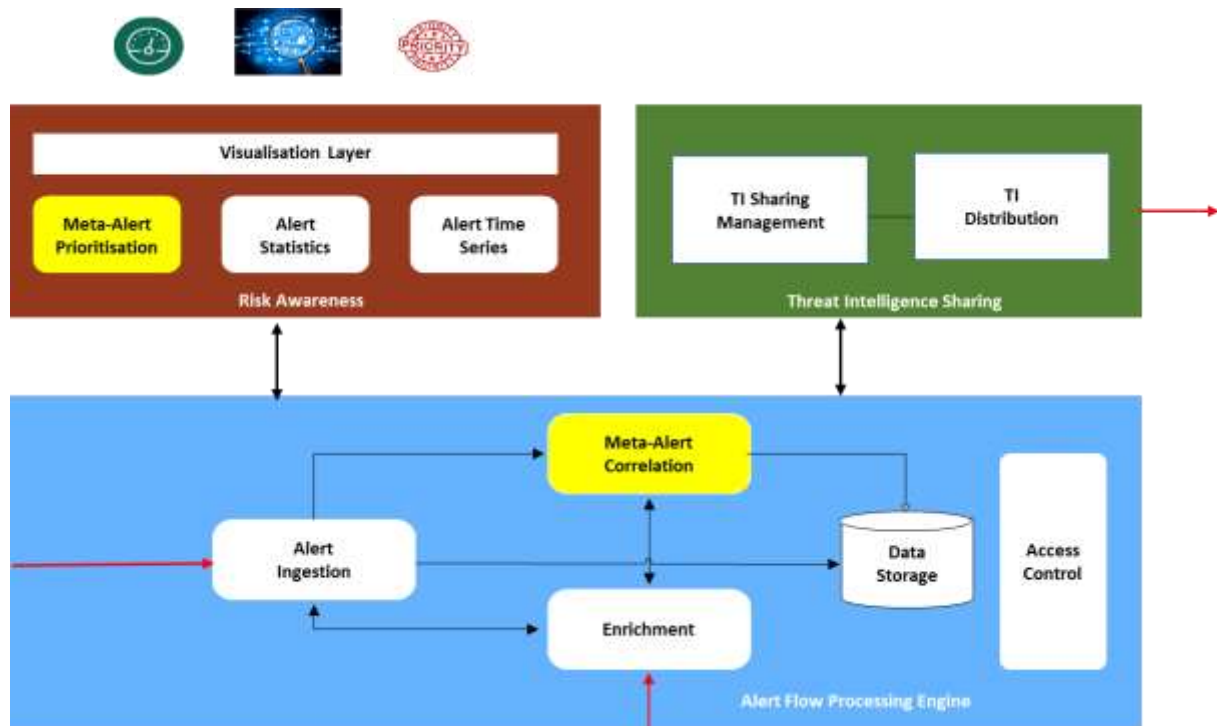 PRIORITY
Visualisation Layer
Meta-Alert
Prioritisation
Alert
Statistics
Alert Time
Series
Risk Awareness
TI Sharing
Management
TI
Distribution
Threat Intelligence Sharing
Meta-Alert
Correlation
Alert
Ingestion
Data
Storage
Access
Control
Enrichment
Alert Flow Processing Engine